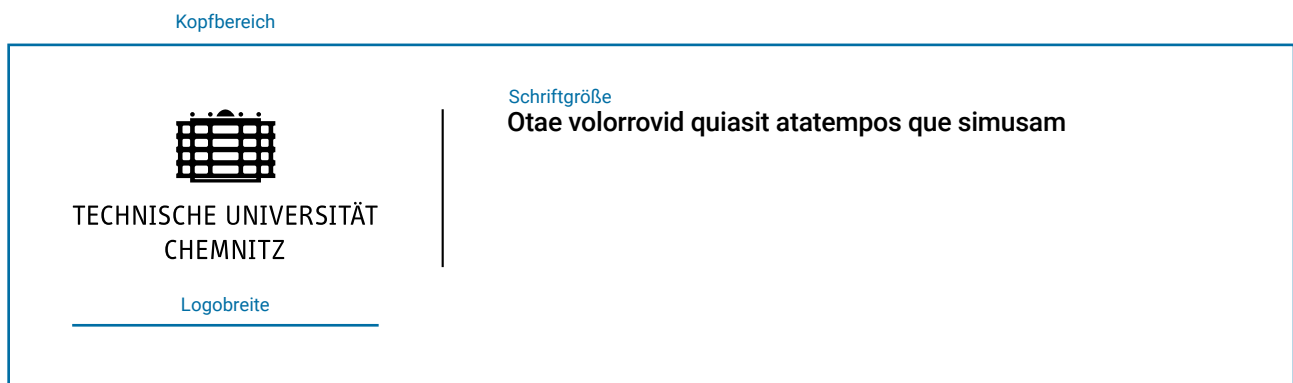 Kopfbereich
Schriftgröße
Otae volorrovid quiasit atatempos que simusam
TECHNISCHE UNIVERSITÄT
CHEMNITZ
Logobreite